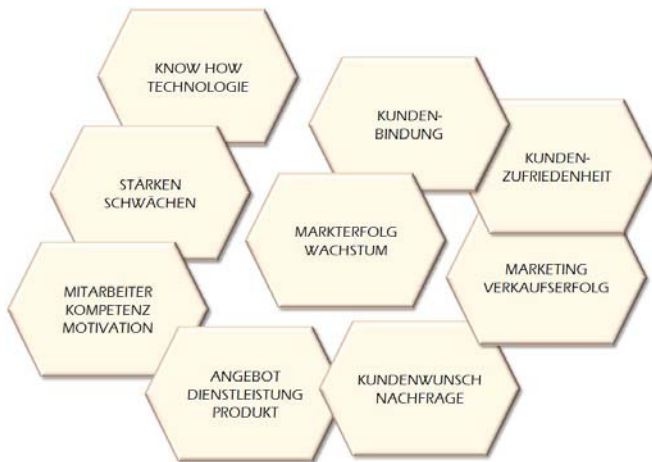 KNOW HOW
TECHNOLOGIE
KUNDEN-
BINDUNG
KUNDEN-
ZUFRIEDENHEIT
STÄRKEN
SCHWÄCHEN
MARKTERFOLG
WACHSTUM
MARKETING
VERKAUFSERFOLG
MITARBEITER
KOMPETENZ
MOTIVATION
ANGEBOT
DIENSTLEISTUNG
PRODUKT
KUNDENWUNSCH
NACHFRAGE